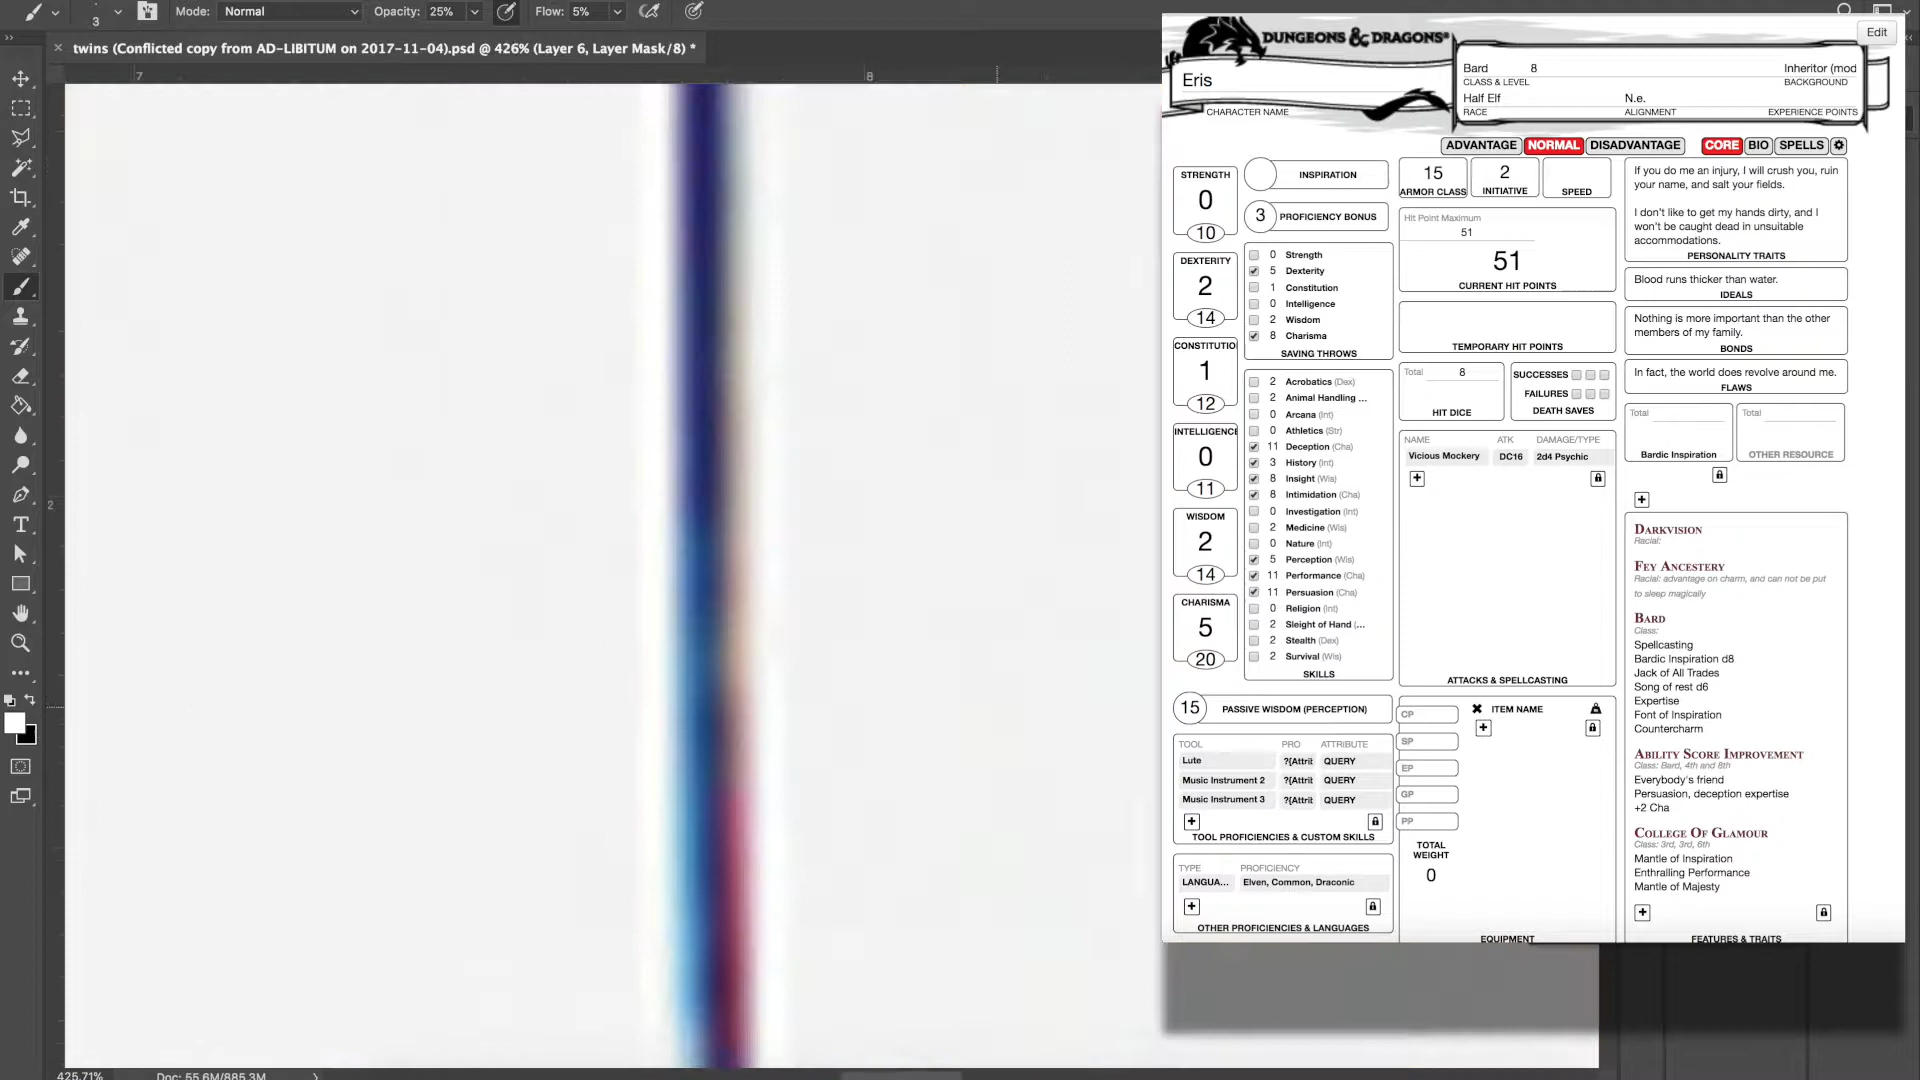 3
Mode: Normal
Opacity: 25%
Flow: 5%
twins (Conflicted copy from AD-LIBITUM on 2017-11-04).psd @ 426% (Layer 6, Layer Mask/8) *
7
8
2
425.71%
Doc: 55.6M/885.3M
DUNGEONS & DRAGONS®
Edit
Eris
CHARACTER NAME
Bard 8
Inheritor (mod
CLASS & LEVEL
BACKGROUND
Half Elf
N.e.
RACE
ALIGNMENT
EXPERIENCE POINTS
ADVANTAGE NORMAL DISADVANTAGE
CORE BIO SPELLS
STRENGTH
0
10
DEXTERITY
2
14
CONSTITUTIO
1
12
INTELLIGENCE
0
11
WISDOM
2
14
CHARISMA
5
20
INSPIRATION
3 PROFICIENCY BONUS
0 Strength
5 Dexterity
1 Constitution
0 Intelligence
2 Wisdom
8 Charisma
SAVING THROWS
2 Acrobatics (Dex)
2 Animal Handling ...
0 Arcana (Int)
0 Athletics (Str)
11 Deception (Cha)
3 History (Int)
8 Insight (Wis)
8 Intimidation (Cha)
0 Investigation (Int)
2 Medicine (Wis)
0 Nature (Int)
5 Perception (Wis)
11 Performance (Cha)
11 Persuasion (Cha)
0 Religion (Int)
2 Sleight of Hand (...
2 Stealth (Dex)
2 Survival (Wis)
SKILLS
15 PASSIVE WISDOM (PERCEPTION)
TOOL PRO ATTRIBUTE
Lute ?{Attrit QUERY
Music Instrument 2 ?{Attrit QUERY
Music Instrument 3 ?{Attrit QUERY
TOOL PROFICIENCIES & CUSTOM SKILLS
TYPE PROFICIENCY
LANGUA... Elven, Common, Draconic
OTHER PROFICIENCIES & LANGUAGES
15
ARMOR CLASS
2
INITIATIVE
SPEED
Hit Point Maximum
51
51
CURRENT HIT POINTS
TEMPORARY HIT POINTS
Total 8
HIT DICE
SUCCESSES
FAILURES
DEATH SAVES
NAME ATK DAMAGE/TYPE
Vicious Mockery DC16 2d4 Psychic
ATTACKS & SPELLCASTING
CP
SP
EP
GP
PP
TOTAL
WEIGHT
0
ITEM NAME
EQUIPMENT
If you do me an injury, I will crush you, ruin
your name, and salt your fields.
I don't like to get my hands dirty, and I
won't be caught dead in unsuitable
accommodations.
PERSONALITY TRAITS
Blood runs thicker than water.
IDEALS
Nothing is more important than the other
members of my family.
BONDS
In fact, the world does revolve around me.
FLAWS
Total
Bardic Inspiration
Total
OTHER RESOURCE
DARKVISION
Racial:
FEY ANCESTERY
Racial: advantage on charm, and can not be put
to sleep magically
BARD
Class:
Spellcasting
Bardic Inspiration d8
Jack of All Trades
Song of rest d6
Expertise
Font of Inspiration
Countercharm
ABILITY SCORE IMPROVEMENT
Class: Bard, 4th and 8th
Everybody's friend
Persuasion, deception expertise
+2 Cha
COLLEGE OF GLAMOUR
Class: 3rd, 3rd, 6th
Mantle of Inspiration
Enthralling Performance
Mantle of Majesty
FEATURES & TRAITS